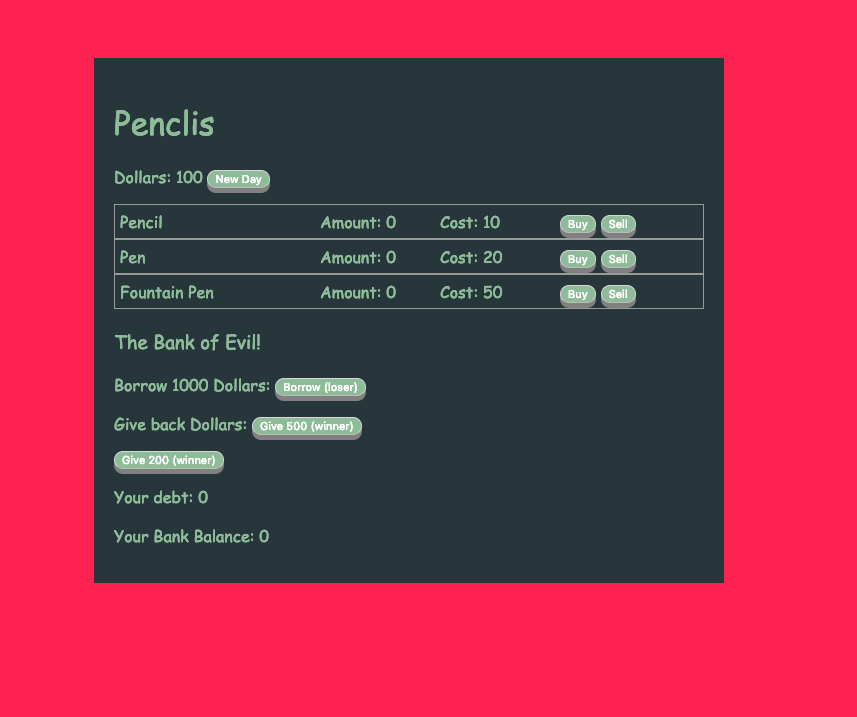 Penclis
Dollars: 100 New Day
Pencil Amount: 0 Cost: 10 Buy Sell
Pen Amount: 0 Cost: 20 Buy Sell
Fountain Pen Amount: 0 Cost: 50 Buy Sell
The Bank of Evil!
Borrow 1000 Dollars: Borrow (loser)
Give back Dollars: Give 500 (winner)
Give 200 (winner)
Your debt: 0
Your Bank Balance: 0